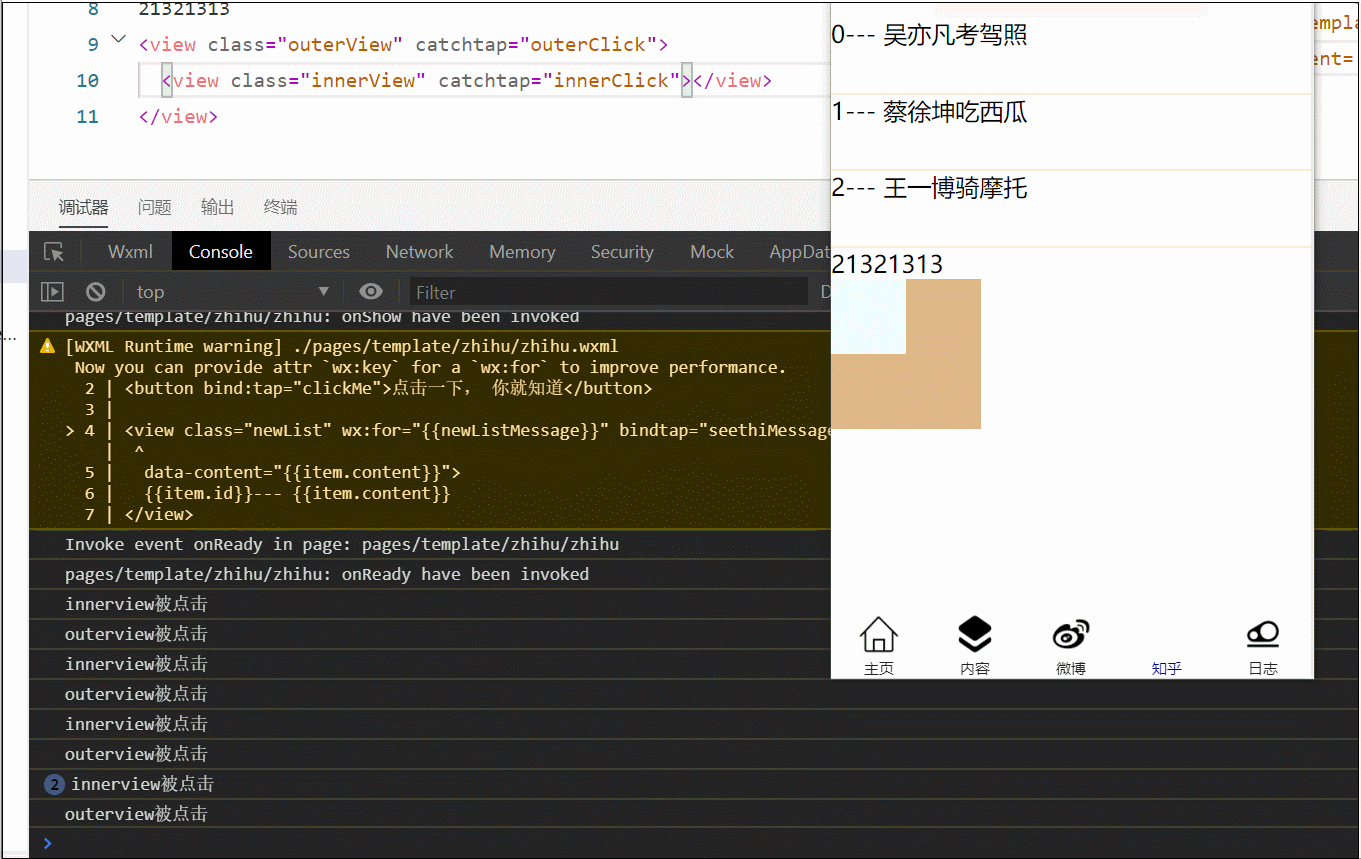 8 21321313
9 <view class="outerView" catchtap="outerClick">
10 <view class="innerView" catchtap="innerClick"></view>
11 </view>
调试器 问题 输出 终端
Wxml Console Sources Network Memory Security Mock AppDat
top Filter D
pages/template/zhihu/zhihu: onShow have been invoked
[WXML Runtime warning] ./pages/template/zhihu/zhihu.wxml
Now you can provide attr `wx:key` for a `wx:for` to improve performance.
2 | <button bind:tap="clickMe">点击一下， 你就知道</button>
3 |
> 4 | <view class="newList" wx:for="{{newListMessage}}" bindtap="seethiMessage
| ^
5 | data-content="{{item.content}}">
6 | {{item.id}}--- {{item.content}}
7 | </view>
Invoke event onReady in page: pages/template/zhihu/zhihu
pages/template/zhihu/zhihu: onReady have been invoked
innerview被点击
outerview被点击
innerview被点击
outerview被点击
innerview被点击
outerview被点击
2 innerview被点击
outerview被点击
>
0--- 吴亦凡考驾照
1--- 蔡徐坤吃西瓜
2--- 王一博骑摩托
21321313
主页 内容 微博 知乎 日志